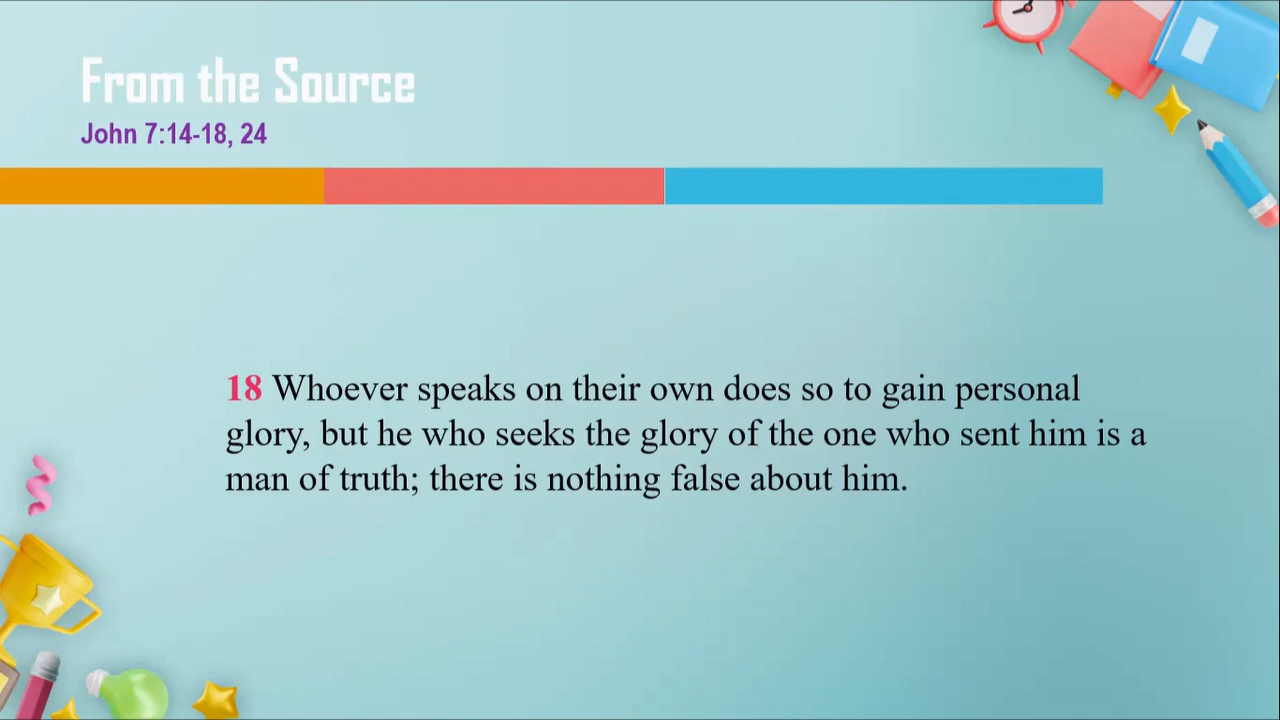 From the Source
John 7:14-18, 24
18 Whoever speaks on their own does so to gain personal
glory, but he who seeks the glory of the one who sent him is a
man of truth; there is nothing false about him.